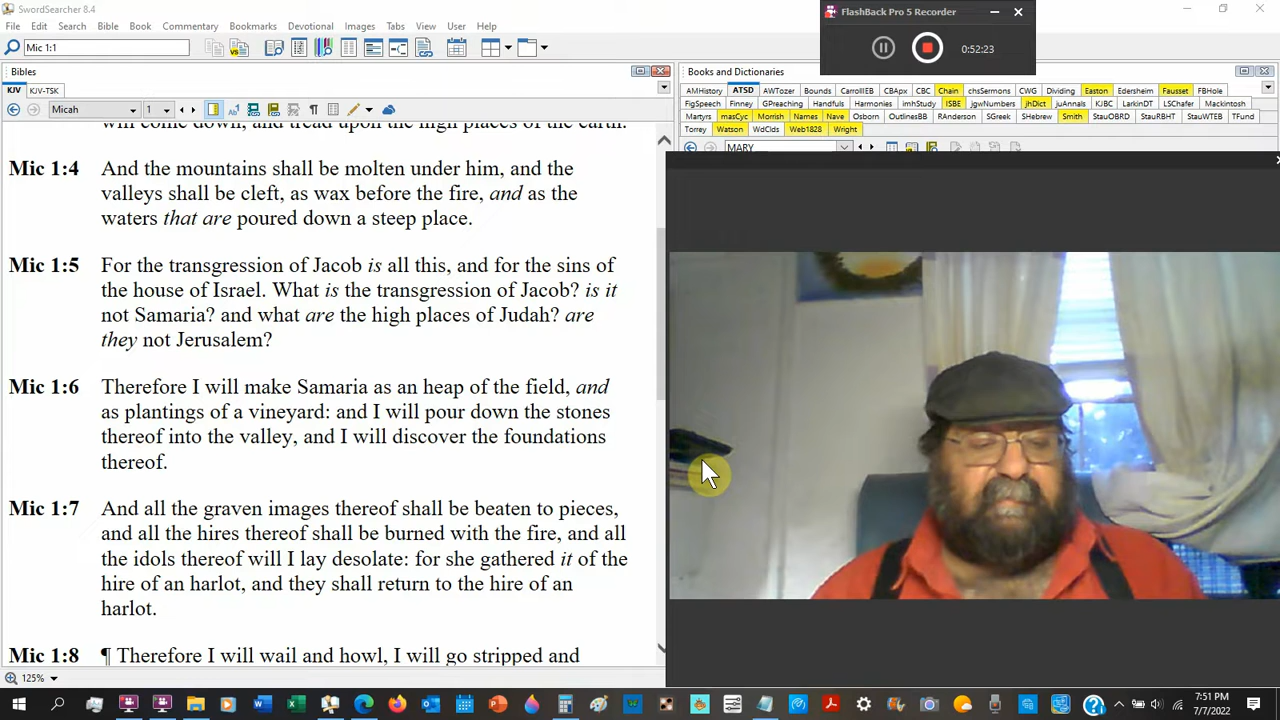 SwordSearcher 8.4
File Edit Search Bible Book Commentary Bookmarks Devotional Images Tabs View User Help
Mic 1:1
FlashBack Pro 5 Recorder
0:52:23
Bibles
KJV KJV-TSK
Micah 1
will come down, and tread upon the high places of the earth.
Mic 1:4 And the mountains shall be molten under him, and the
valleys shall be cleft, as wax before the fire, and as the
waters that are poured down a steep place.
Mic 1:5 For the transgression of Jacob is all this, and for the sins of
the house of Israel. What is the transgression of Jacob? is it
not Samaria? and what are the high places of Judah? are
they not Jerusalem?
Mic 1:6 Therefore I will make Samaria as an heap of the field, and
as plantings of a vineyard: and I will pour down the stones
thereof into the valley, and I will discover the foundations
thereof.
Mic 1:7 And all the graven images thereof shall be beaten to pieces,
and all the hires thereof shall be burned with the fire, and all
the idols thereof will I lay desolate: for she gathered it of the
hire of an harlot, and they shall return to the hire of an
harlot.
Mic 1:8 ¶ Therefore I will wail and howl, I will go stripped and
125%
Books and Dictionaries
AMHistory ATSD AWTozer Bounds CarrollEB CBApx CBC Chain chsSermons CWG Dividing Easton Edersheim Fausset FBHole
FigSpeech Finney GPreaching Handfuls Harmonies imhStudy ISBE jgwNumbers jhDict juAnnals KJBC LarkinDT LSChafer Mackintosh
Martyrs masCyc Morrish Names Nave Osborn OutlinesBB RAnderson SGreek SHebrew Smith StauOBRD StauRBHT StauWTEB TFund
Torrey Watson WdClds Web1828 Wright
MARY
7:51 PM
7/7/2022